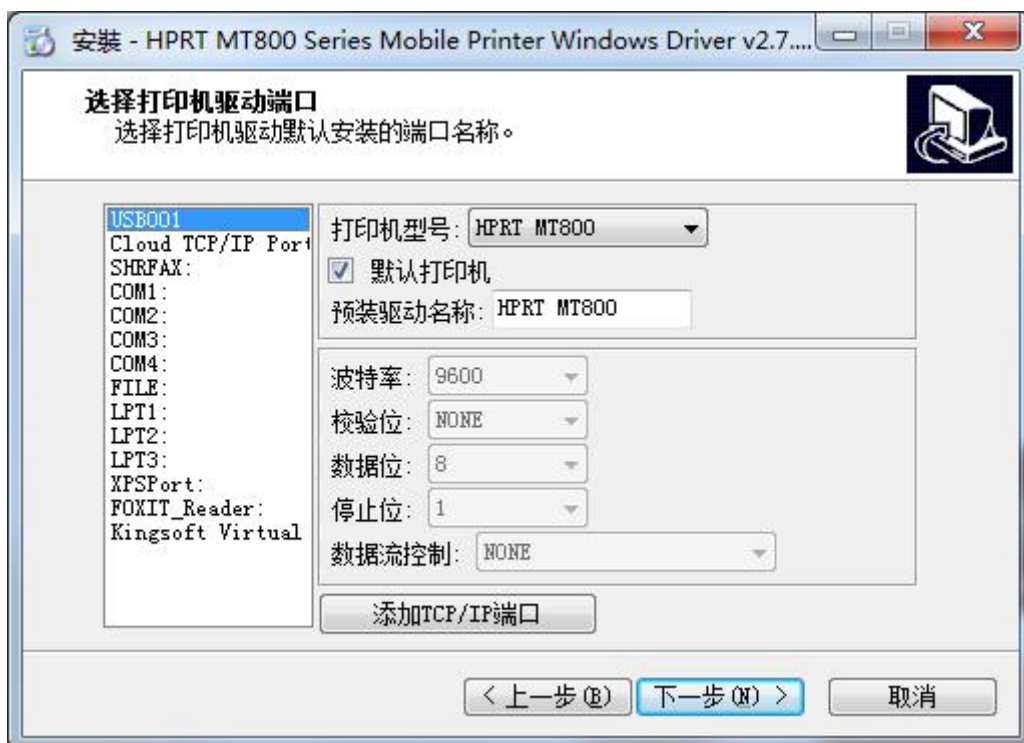 安裝 - HPRT MT800 Series Mobile Printer Windows Driver v2.7....
选择打印机驱动端口
选择打印机驱动默认安装的端口名称。
USB001
Cloud TCP/IP Port
SHRFAX:
COM1:
COM2:
COM3:
COM4:
FILE:
LPT1:
LPT2:
LPT3:
XPSPort:
FOXIT_Reader:
Kingsoft Virtual
打印机型号: HPRT MT800
默认打印机
预装驱动名称: HPRT MT800
波特率: 9600
校验位: NONE
数据位: 8
停止位: 1
数据流控制: NONE
添加TCP/IP端口
< 上一步(B)
下一步(N) >
取消